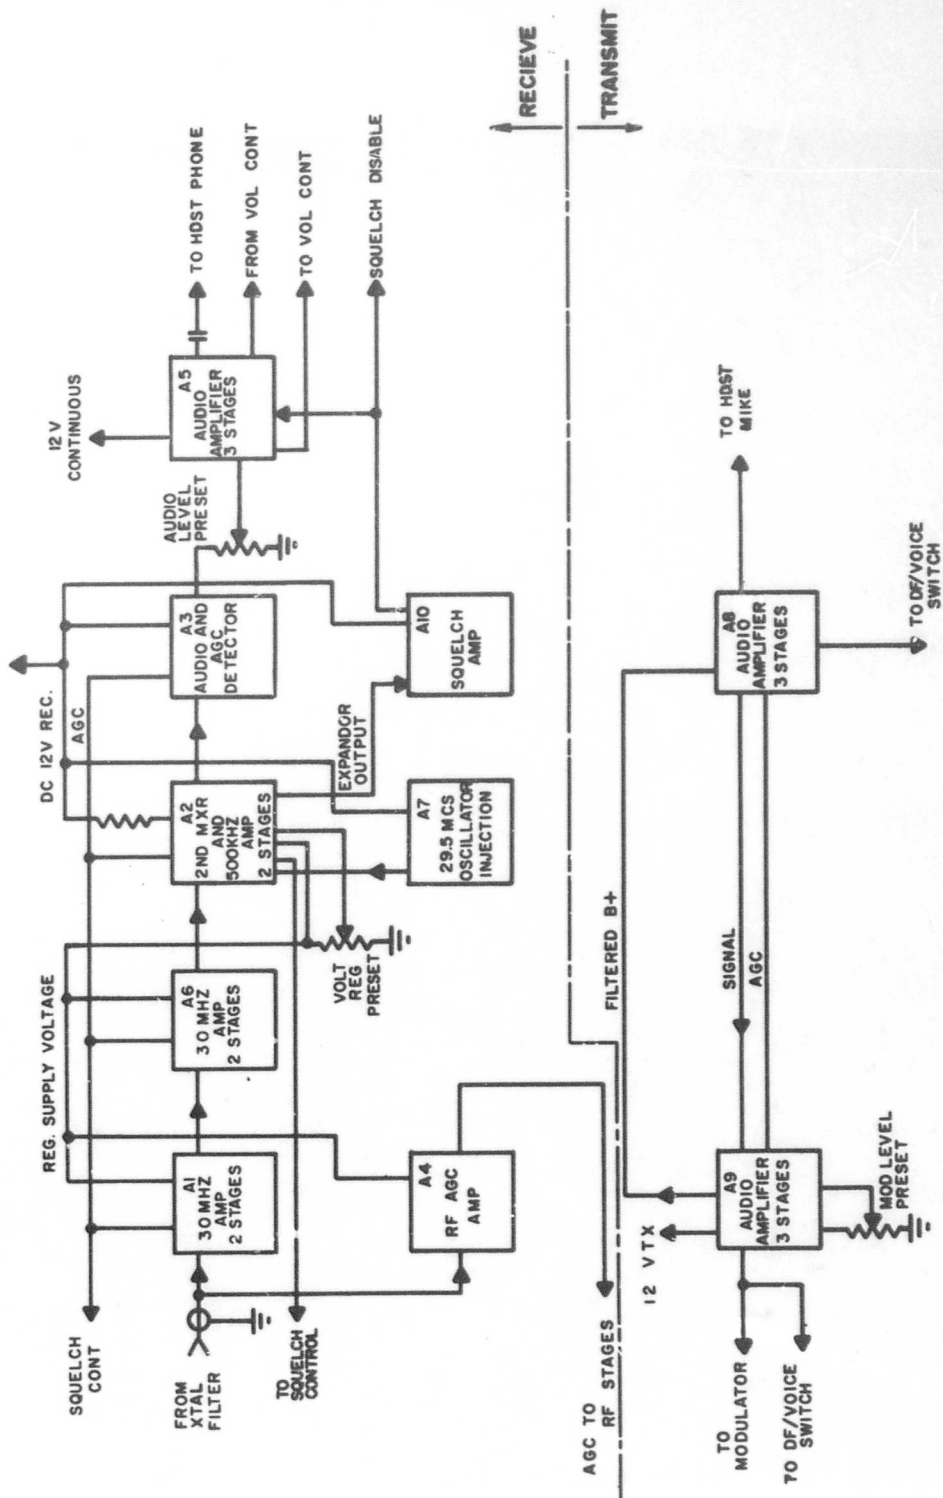 12 V
CONTINUOUS
A5
AUDIO
AMPLIFIER
3 STAGES
TO HDST PHONE
FROM VOL CONT
TO VOL CONT
SQUELCH DISABLE
AUDIO
LEVEL
PRESET
DC 12V REC.
AGC
A3
AUDIO AND
AGC
DETECTOR
A10
SQUELCH
AMP
EXPANDOR
OUTPUT
A2
2ND MXR
AND
500KHZ
AMP
2 STAGES
A7
29.5 MCS
OSCILLATOR
INJECTION
REG. SUPPLY VOLTAGE
A6
30 MHZ
AMP
2 STAGES
VOLT
REG
PRESET
A1
30 MHZ
AMP
2 STAGES
A4
RF AGC
AMP
SQUELCH
CONT
FROM
XTAL
FILTER
TO
SQUELCH
CONTROL
AGC TO
RF STAGES
RECIEVE
TRANSMIT
TO HDST
MIKE
A8
AUDIO
AMPLIFIER
3 STAGES
TO DF/VOICE
SWITCH
FILTERED B+
SIGNAL
AGC
12 V TX
A9
AUDIO
AMPLIFIER
3 STAGES
MOD LEVEL
PRESET
TO
MODULATOR
TO DF/VOICE
SWITCH